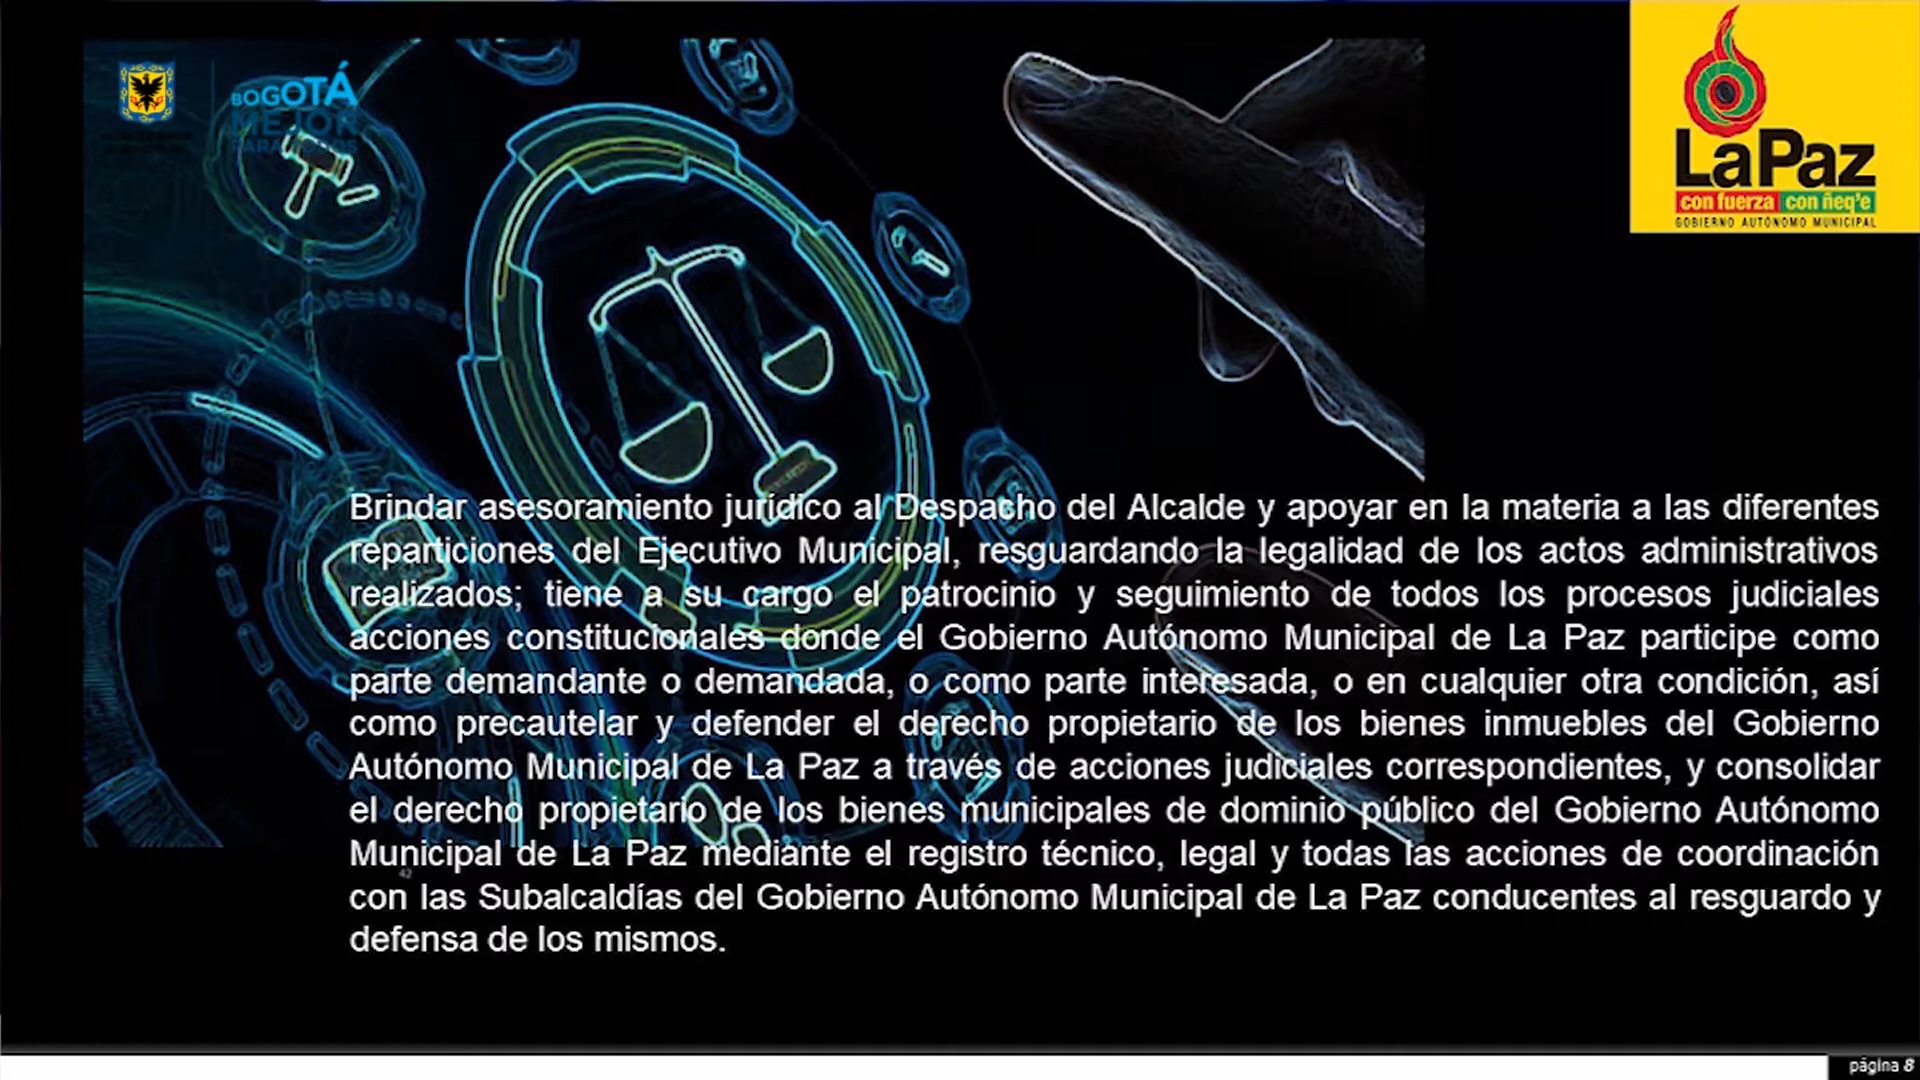 BOGOTÁ
MEJOR
PARA TODOS
LaPaz
con fuerza con ñeq'e
GOBIERNO AUTÓNOMO MUNICIPAL
Brindar asesoramiento jurídico al Despacho del Alcalde y apoyar en la materia a las diferentes
reparticiones del Ejecutivo Municipal, resguardando la legalidad de los actos administrativos
realizados; tiene a su cargo el patrocinio y seguimiento de todos los procesos judiciales
acciones constitucionales donde el Gobierno Autónomo Municipal de La Paz participe como
parte demandante o demandada, o como parte interesada, o en cualquier otra condición, así
como precautelar y defender el derecho propietario de los bienes inmuebles del Gobierno
Autónomo Municipal de La Paz a través de acciones judiciales correspondientes, y consolidar
el derecho propietario de los bienes municipales de dominio público del Gobierno Autónomo
Municipal de La Paz mediante el registro técnico, legal y todas las acciones de coordinación
42
con las Subalcaldías del Gobierno Autónomo Municipal de La Paz conducentes al resguardo y
defensa de los mismos.
página 8